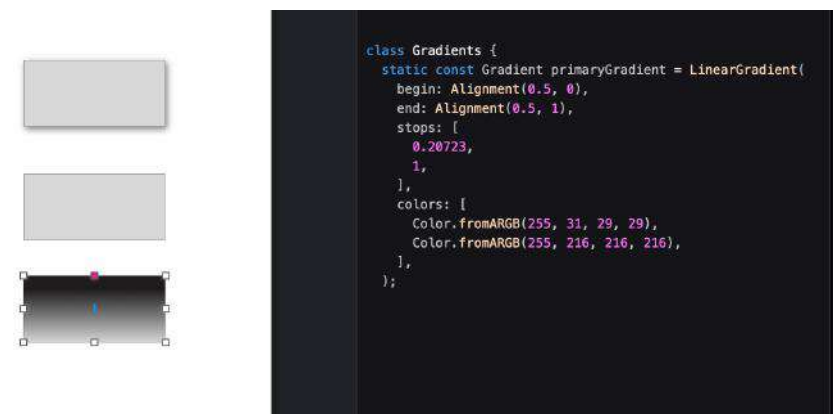 class Gradients {
static const Gradient primaryGradient = LinearGradient(
begin: Alignment(0.5, 0),
end: Alignment(0.5, 1),
stops: [
0.20723,
1,
],
colors: [
Color.fromARGB(255, 31, 29, 29),
Color.fromARGB(255, 216, 216, 216),
],
);